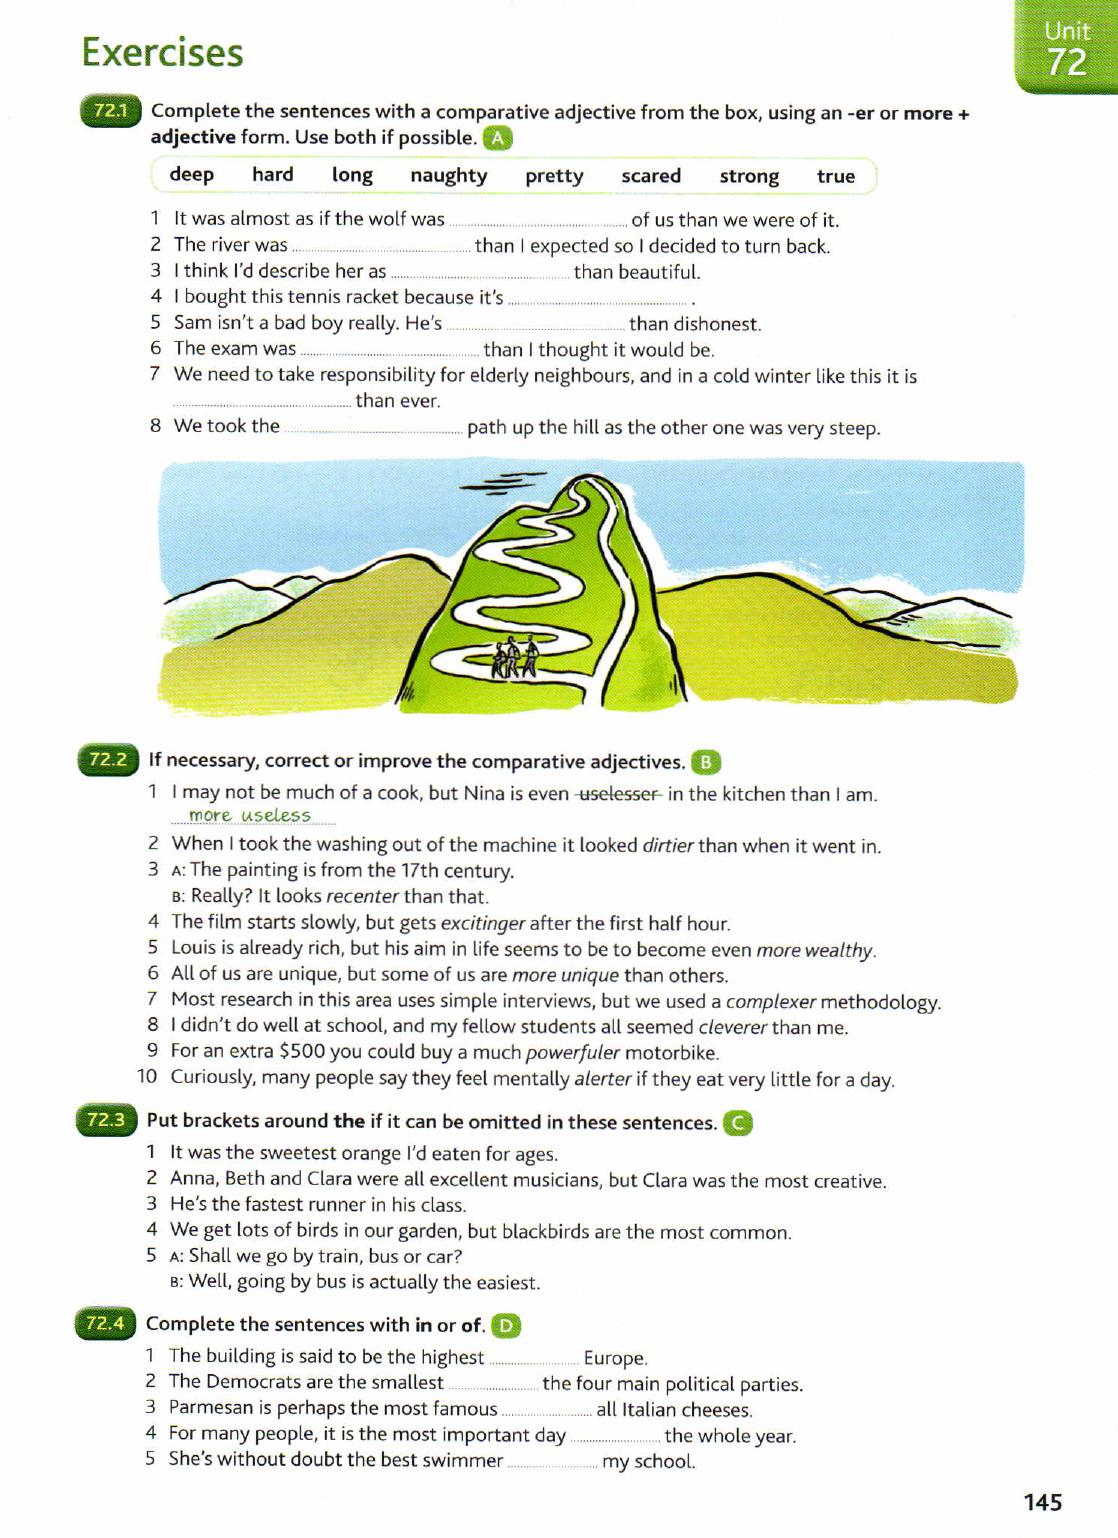 Exercises
Unit
72
72.1 Complete the sentences with a comparative adjective from the box, using an -er or more +
adjective form. Use both if possible. A
deep hard long naughty pretty scared strong true
1 It was almost as if the wolf was ........ of us than we were of it.
2 The river was ........ than I expected so I decided to turn back.
3 I think I'd describe her as ........ than beautiful.
4 I bought this tennis racket because it's ........ .
5 Sam isn't a bad boy really. He's ........ than dishonest.
6 The exam was ........ than I thought it would be.
7 We need to take responsibility for elderly neighbours, and in a cold winter like this it is
........ than ever.
8 We took the ........ path up the hill as the other one was very steep.
72.2 If necessary, correct or improve the comparative adjectives. B
1 I may not be much of a cook, but Nina is even uselesser in the kitchen than I am.
more useless
2 When I took the washing out of the machine it looked dirtier than when it went in.
3 A: The painting is from the 17th century.
B: Really? It looks recenter than that.
4 The film starts slowly, but gets excitinger after the first half hour.
5 Louis is already rich, but his aim in life seems to be to become even more wealthy.
6 All of us are unique, but some of us are more unique than others.
7 Most research in this area uses simple interviews, but we used a complexer methodology.
8 I didn't do well at school, and my fellow students all seemed cleverer than me.
9 For an extra $500 you could buy a much powerfuler motorbike.
10 Curiously, many people say they feel mentally alerter if they eat very little for a day.
72.3 Put brackets around the if it can be omitted in these sentences. C
1 It was the sweetest orange I'd eaten for ages.
2 Anna, Beth and Clara were all excellent musicians, but Clara was the most creative.
3 He's the fastest runner in his class.
4 We get lots of birds in our garden, but blackbirds are the most common.
5 A: Shall we go by train, bus or car?
B: Well, going by bus is actually the easiest.
72.4 Complete the sentences with in or of. D
1 The building is said to be the highest ........ Europe.
2 The Democrats are the smallest ........ the four main political parties.
3 Parmesan is perhaps the most famous ........ all Italian cheeses.
4 For many people, it is the most important day ........ the whole year.
5 She's without doubt the best swimmer ........ my school.
145